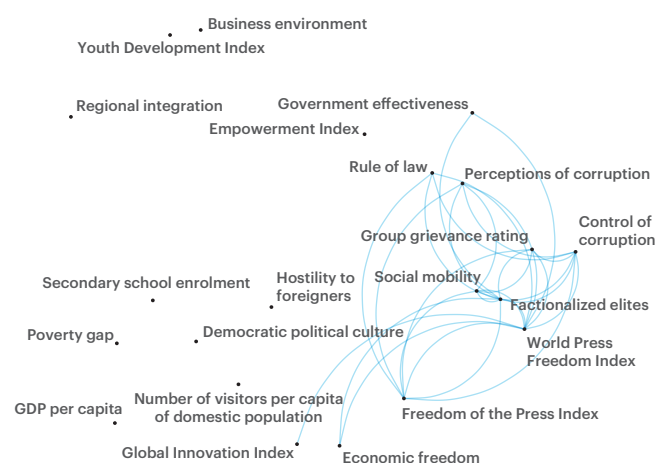 Business environment
Youth Development Index
Regional integration
Government effectiveness
Empowerment Index
Rule of law
Perceptions of corruption
Control of
corruption
Group grievance rating
Social mobility
Hostility to
foreigners
Secondary school enrolment
Factionalized elites
Democratic political culture
Poverty gap
World Press
Freedom Index
Number of visitors per capita
of domestic population
GDP per capita
Freedom of the Press Index
Global Innovation Index
Economic freedom